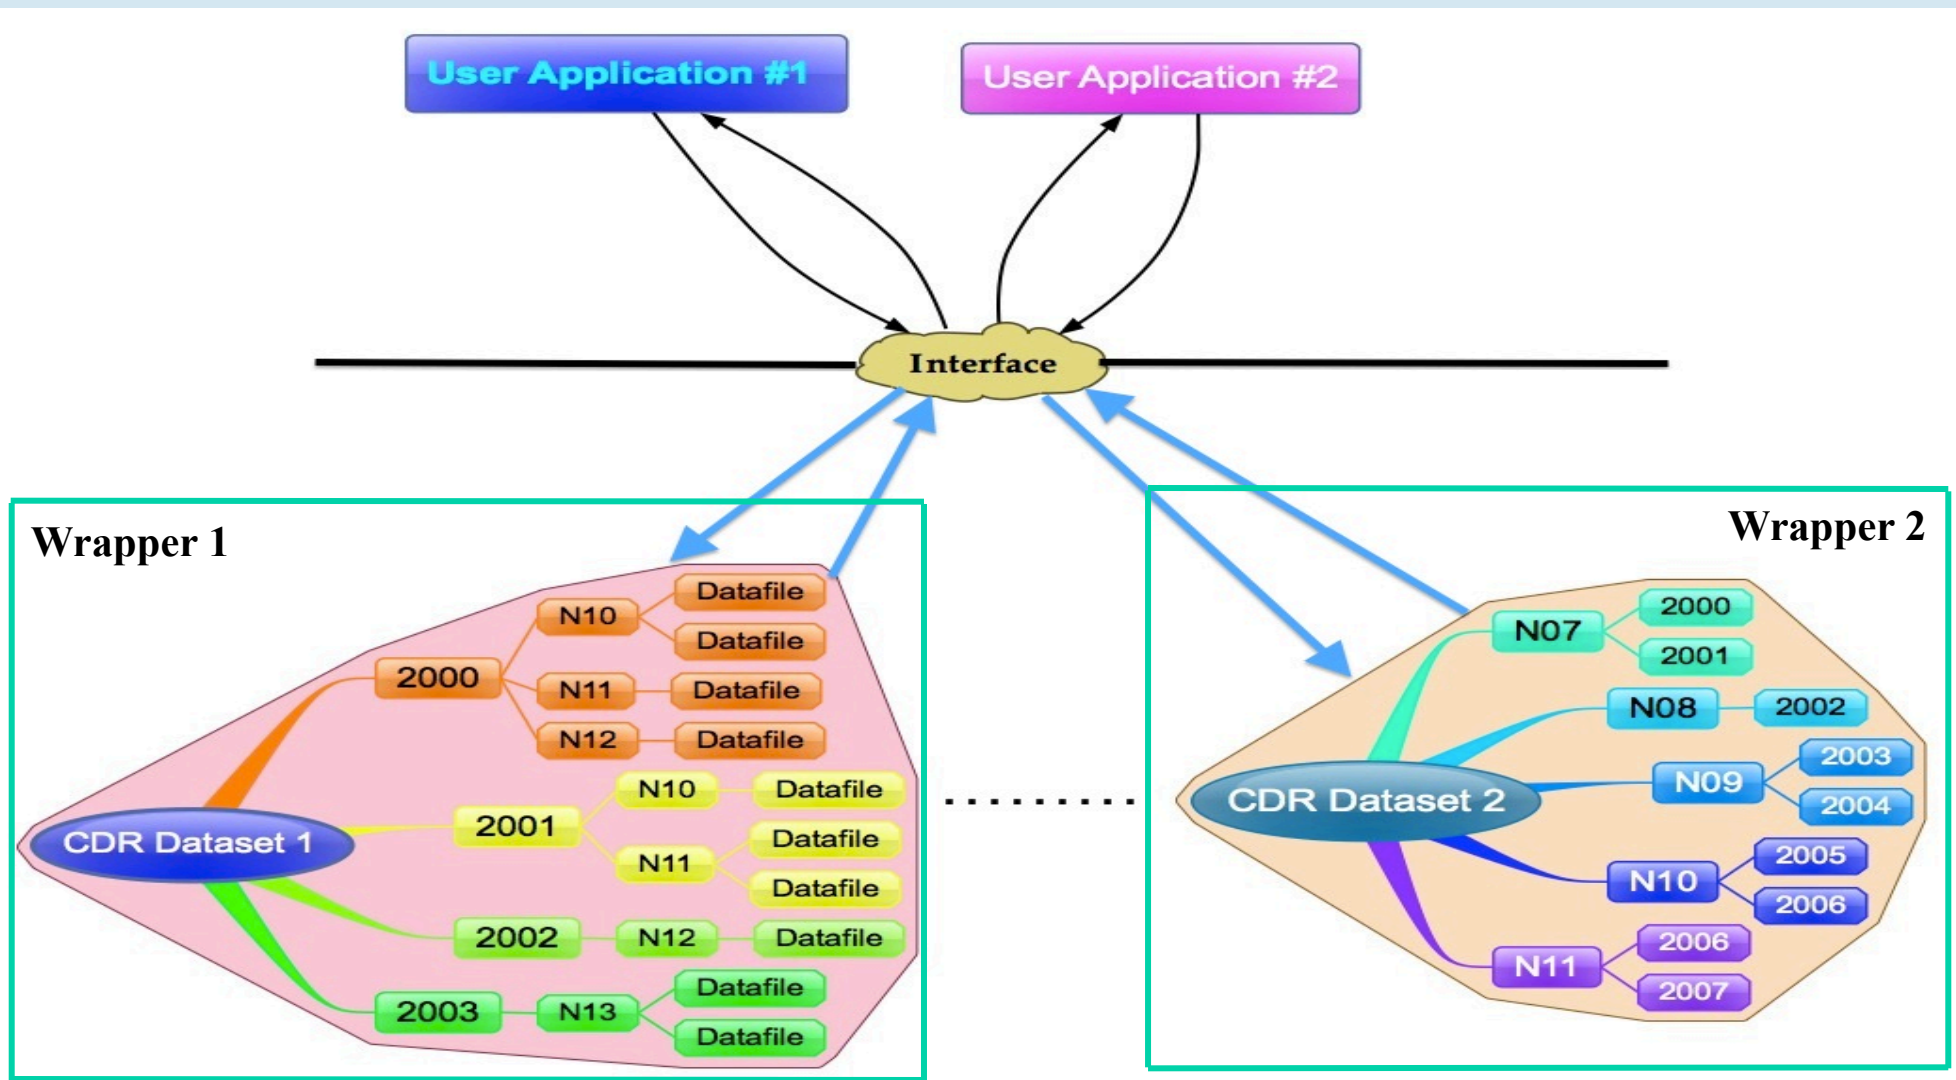 User Application #1
User Application #2
Interface
Wrapper 1
CDR Dataset 1
2000
N10
Datafile
Datafile
N11
Datafile
N12
Datafile
2001
N10
Datafile
N11
Datafile
Datafile
2002
N12
Datafile
2003
N13
Datafile
Datafile
Wrapper 2
CDR Dataset 2
N07
2000
2001
N08
2002
N09
2003
2004
N10
2005
2006
N11
2006
2007